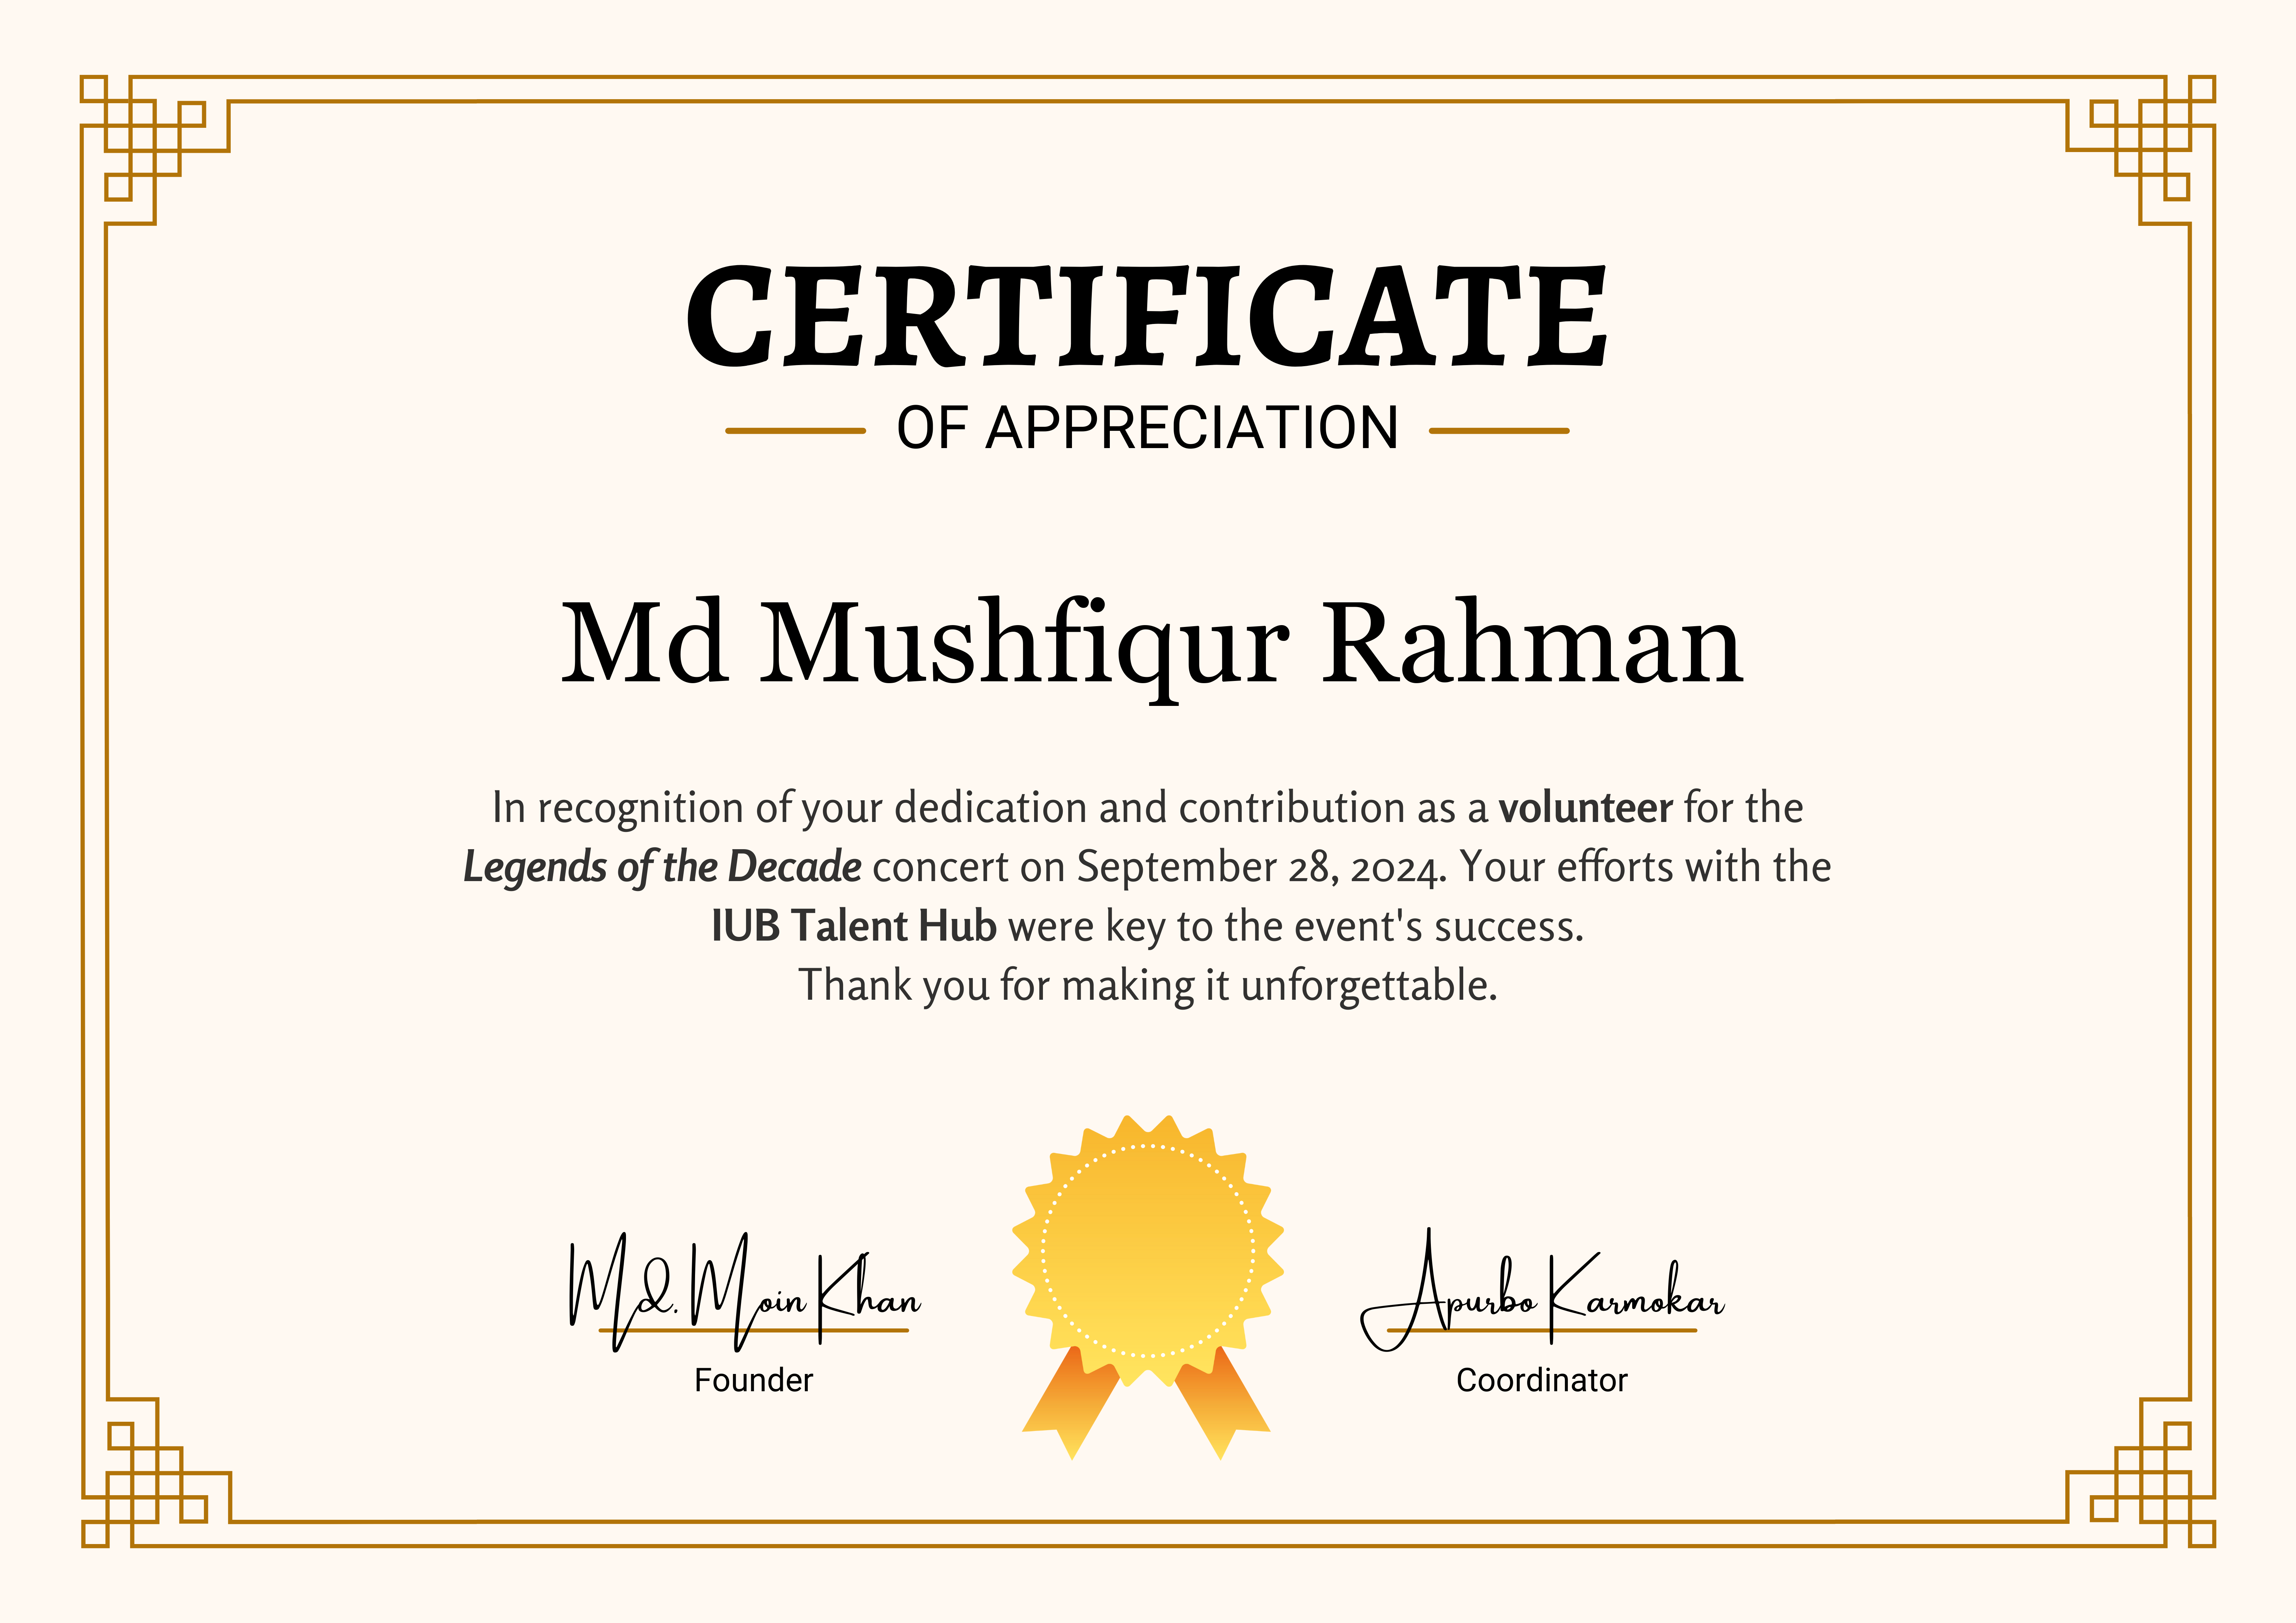 CERTIFICATE
OF APPRECIATION
Md Mushfiqur Rahman
In recognition of your dedication and contribution as a volunteer for the
Legends of the Decade concert on September 28, 2024. Your efforts with the
IUB Talent Hub were key to the event's success.
Thank you for making it unforgettable.
Md. Moin Khan
Founder
Apurbo Karmokar
Coordinator